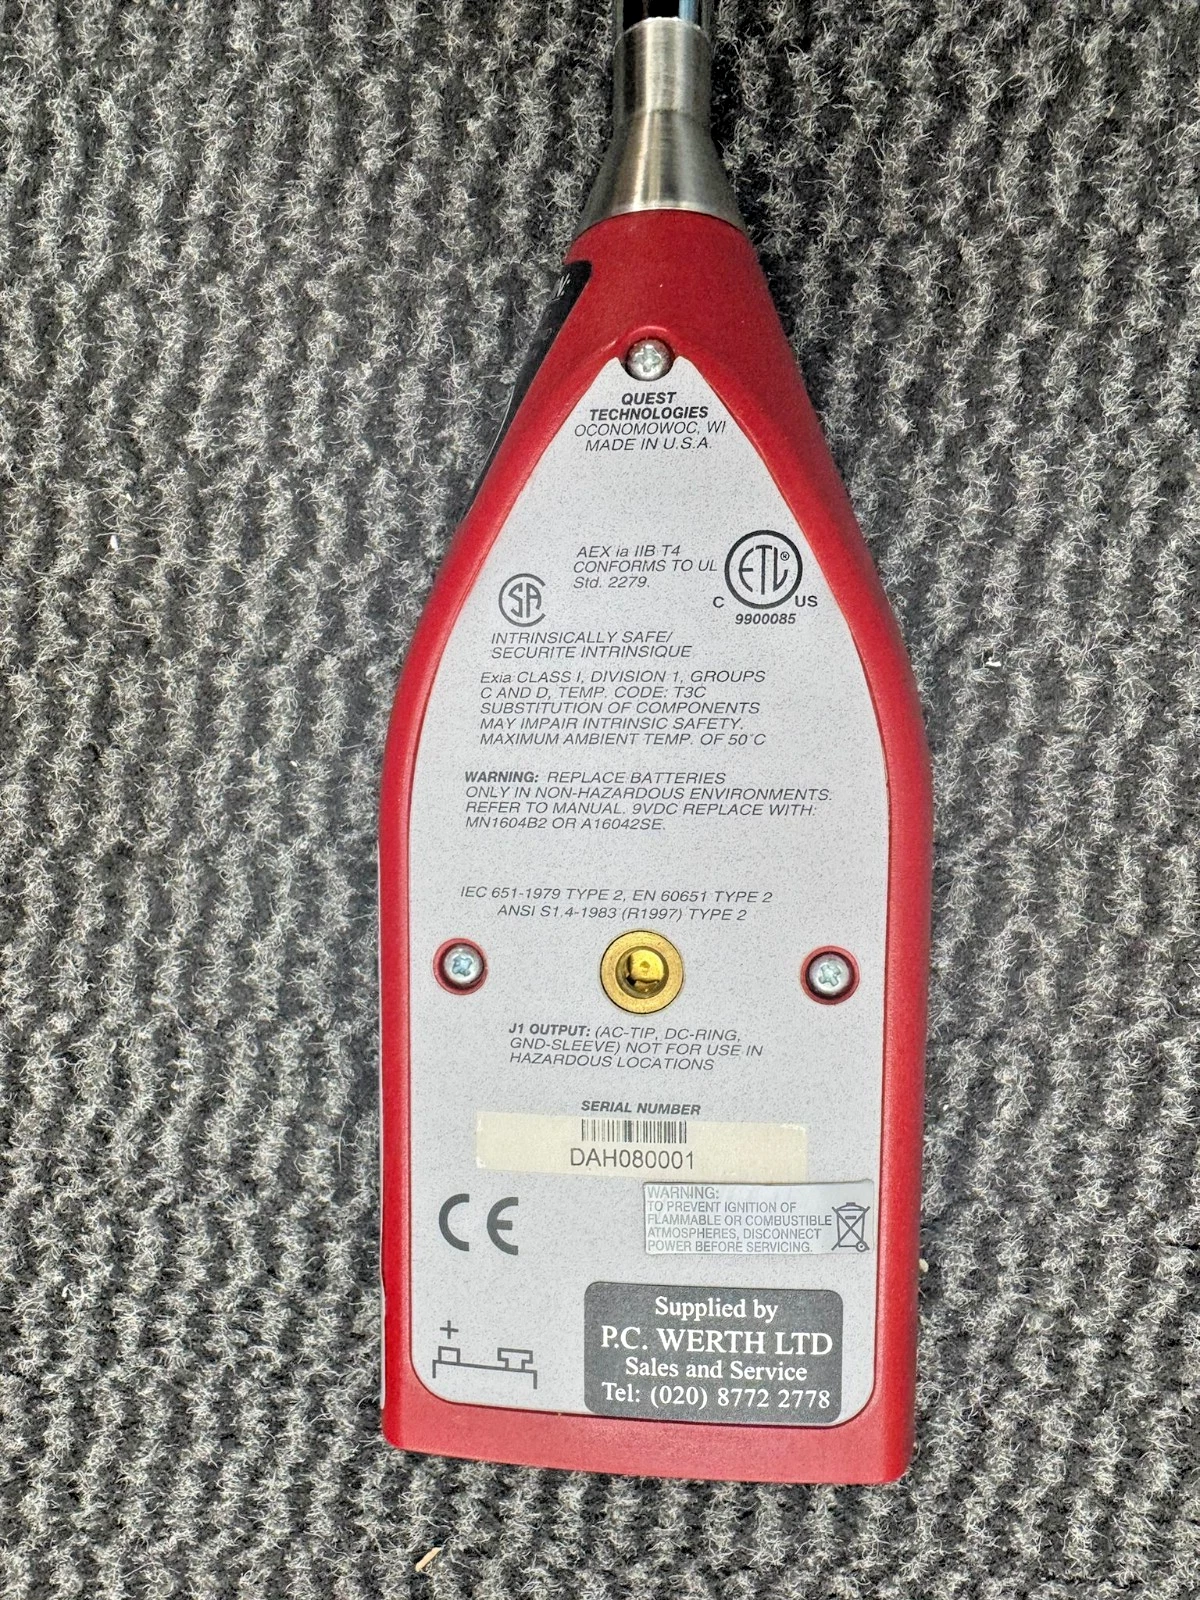 QUEST
TECHNOLOGIES
OCONOMOWOC, WI
MADE IN U.S.A.
AEX ia IIB T4
CONFORMS TO UL
Std. 2279.
ETL®
C US
9900085
SA
INTRINSICALLY SAFE/
SECURITE INTRINSIQUE
Exia CLASS I, DIVISION 1, GROUPS
C AND D, TEMP. CODE: T3C
SUBSTITUTION OF COMPONENTS
MAY IMPAIR INTRINSIC SAFETY.
MAXIMUM AMBIENT TEMP. OF 50°C
WARNING: REPLACE BATTERIES
ONLY IN NON-HAZARDOUS ENVIRONMENTS.
REFER TO MANUAL. 9VDC REPLACE WITH:
MN1604B2 OR A16042SE.
IEC 651-1979 TYPE 2, EN 60651 TYPE 2
ANSI S1.4-1983 (R1997) TYPE 2
J1 OUTPUT: (AC-TIP, DC-RING,
GND-SLEEVE) NOT FOR USE IN
HAZARDOUS LOCATIONS
SERIAL NUMBER
DAH080001
CE
WARNING:
TO PREVENT IGNITION OF
FLAMMABLE OR COMBUSTIBLE
ATMOSPHERES, DISCONNECT
POWER BEFORE SERVICING.
+
Supplied by
P.C. WERTH LTD
Sales and Service
Tel: (020) 8772 2778